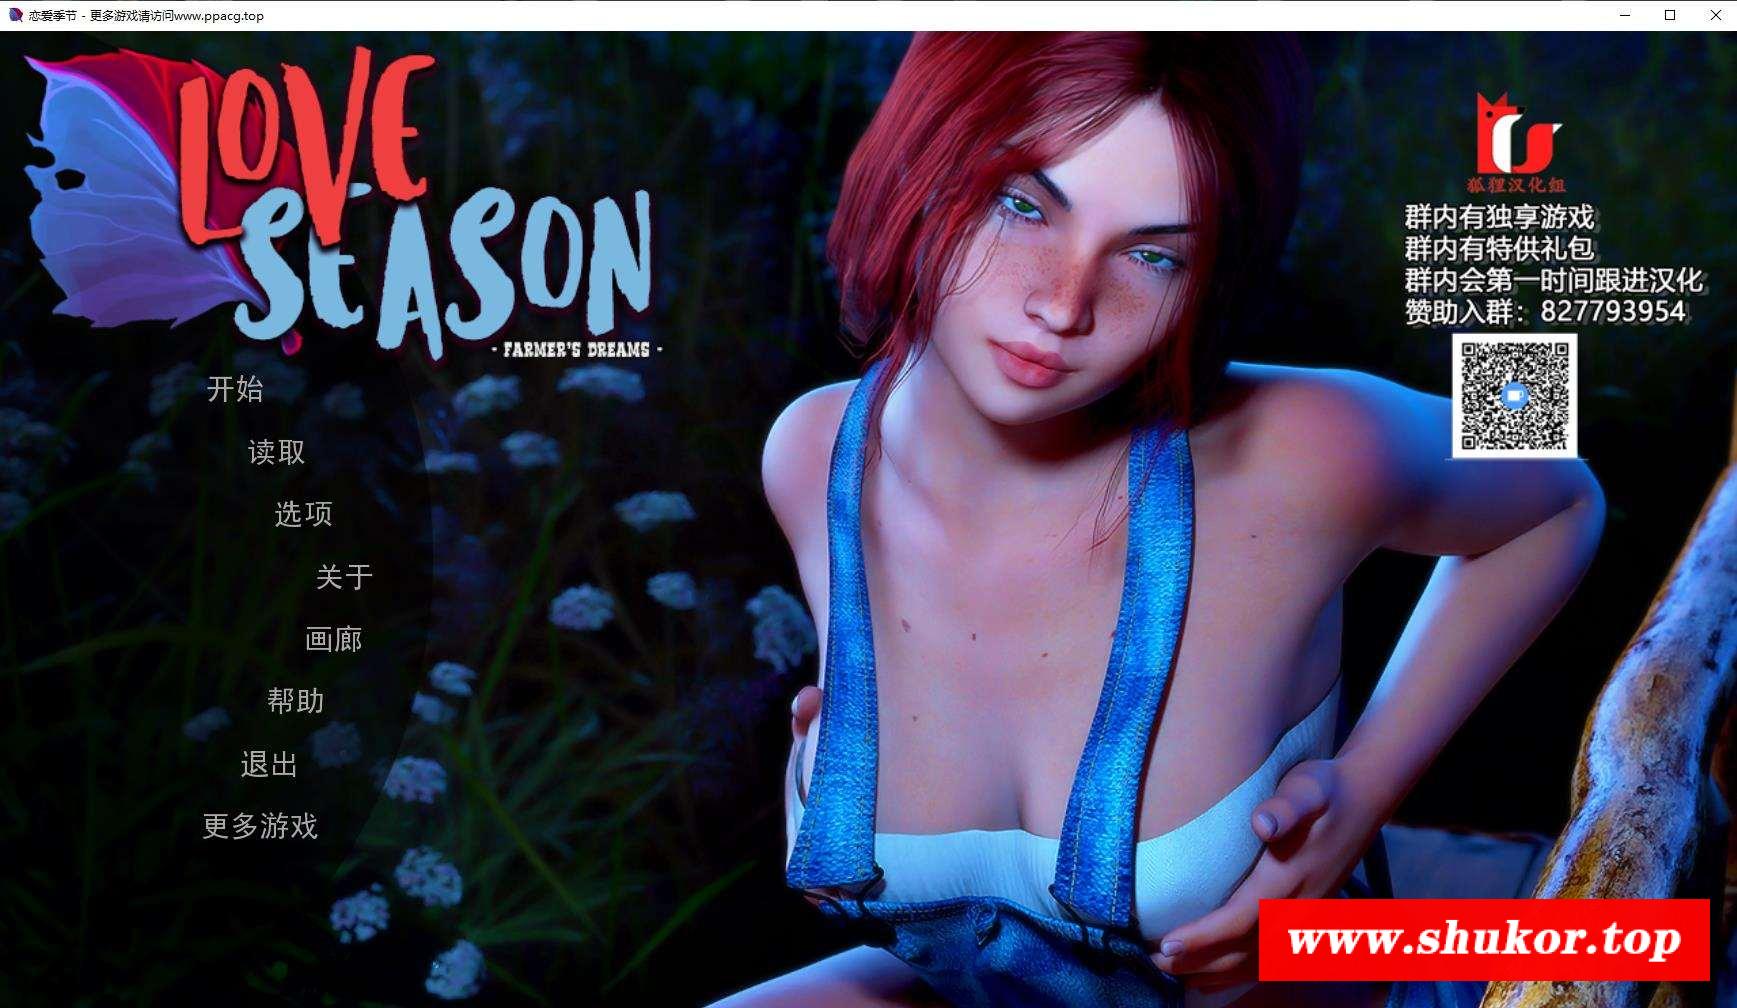 恋爱季节 - 更多游戏请访问www.ppacg.top
LOVE
SEASON
- FARMER'S DREAMS -
开始
读取
选项
关于
画廊
帮助
退出
更多游戏
狐狸汉化组
群内有独享游戏
群内有特供礼包
群内会第一时间跟进汉化
赞助入群：827793954
www.shukor.top